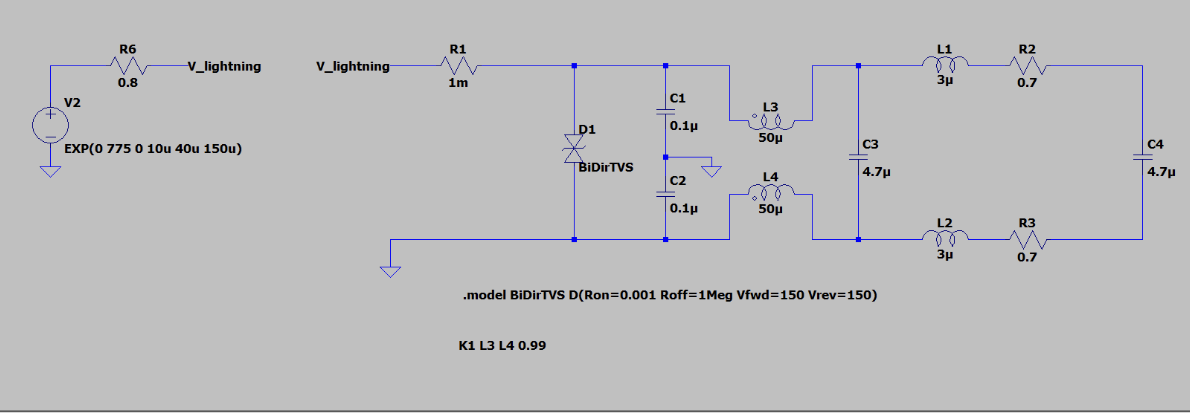 R6
0.8
V_lightning
V2
EXP(0 775 0 10u 40u 150u)
V_lightning
R1
1m
D1
BiDirTVS
C1
0.1µ
C2
0.1µ
L3
50µ
L4
50µ
C3
4.7µ
L1
3µ
R2
0.7
L2
3µ
R3
0.7
C4
4.7µ
.model BiDirTVS D(Ron=0.001 Roff=1Meg Vfwd=150 Vrev=150)
K1 L3 L4 0.99